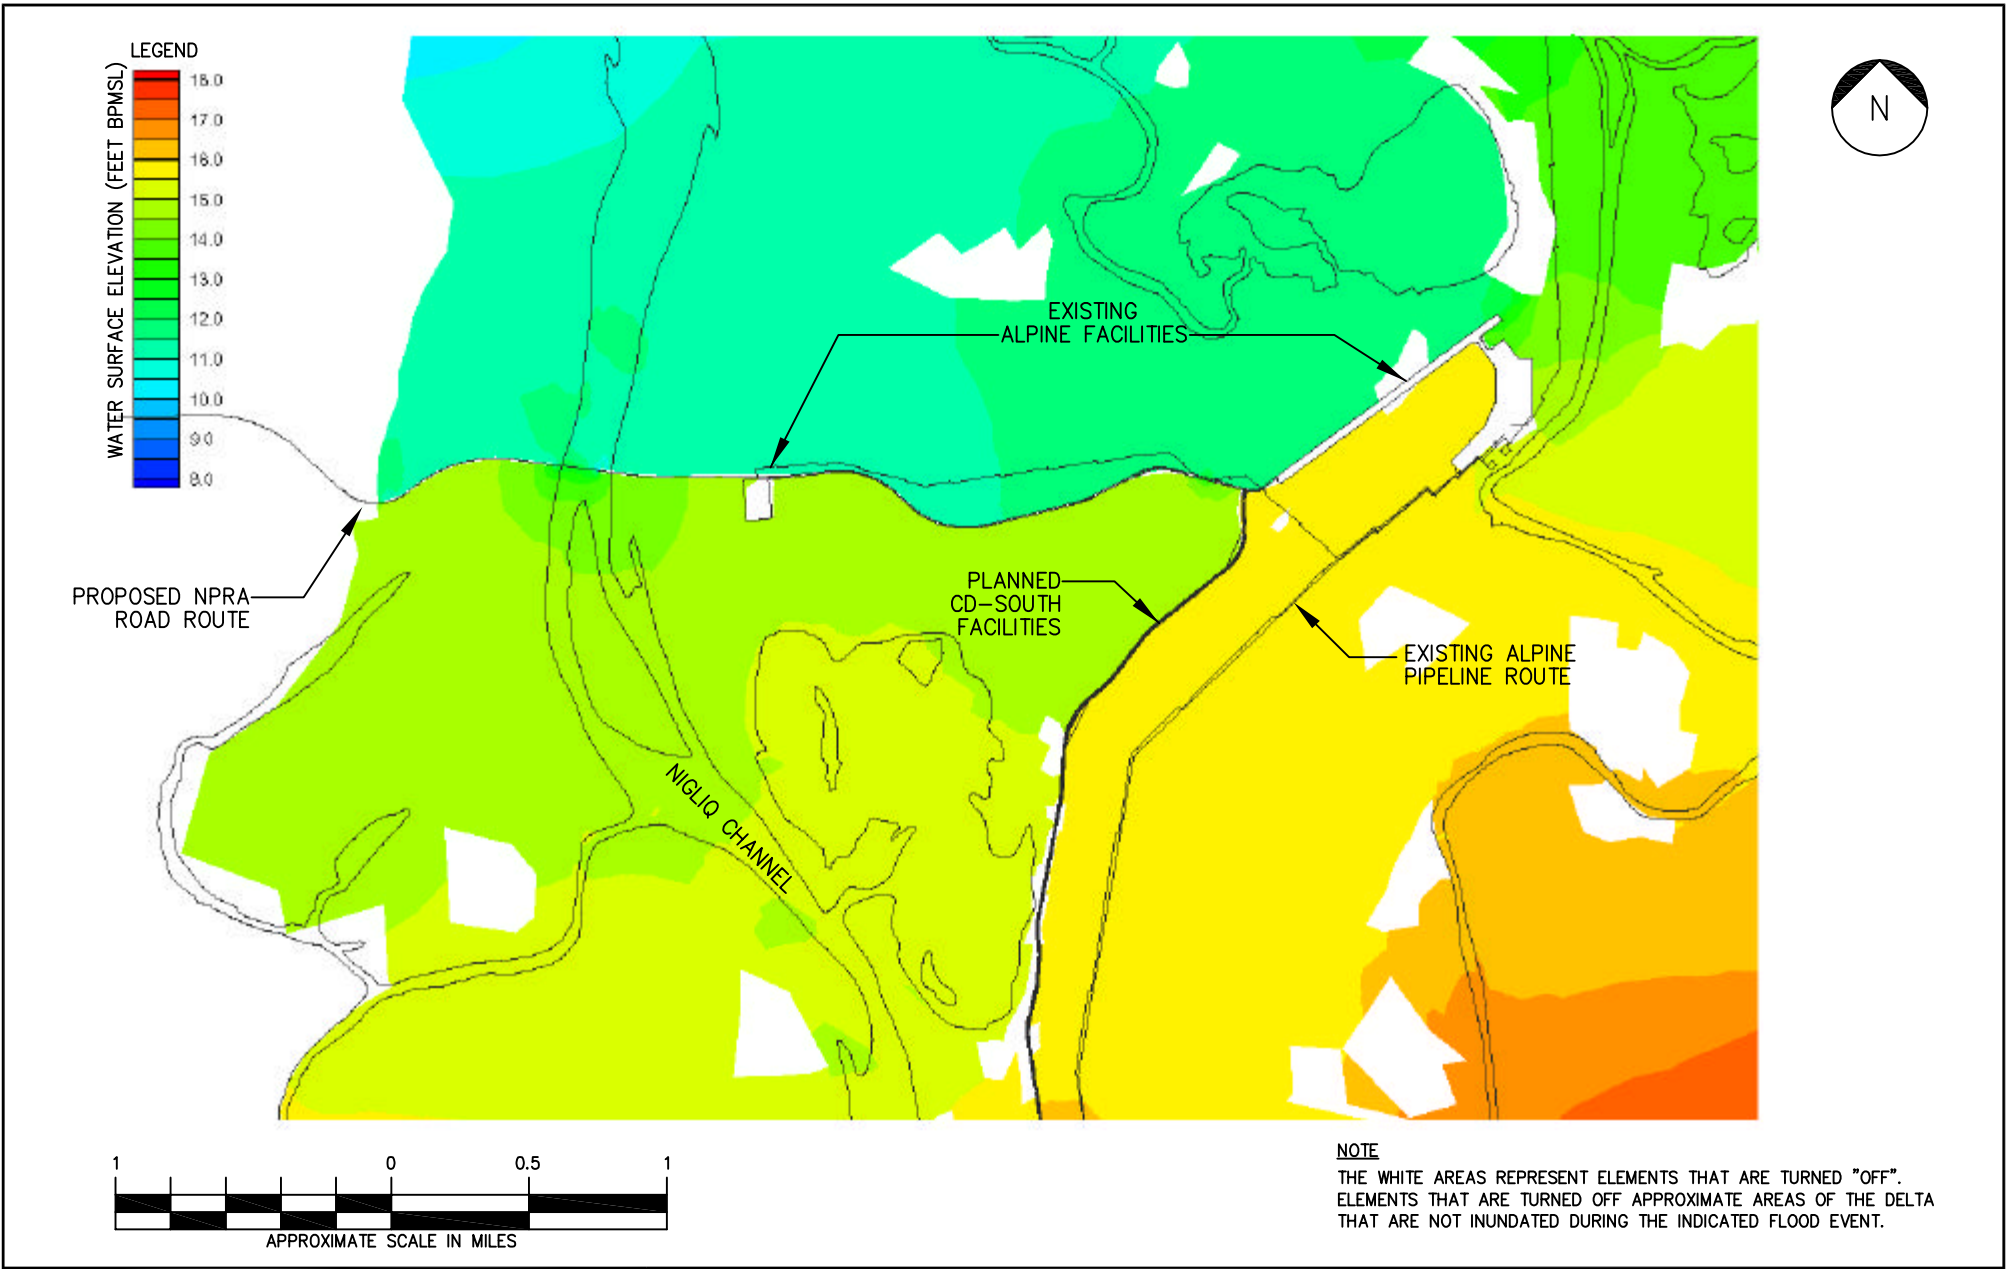 LEGEND
WATER SURFACE ELEVATION (FEET BPMSL)
18.0
17.0
16.0
15.0
14.0
13.0
12.0
11.0
10.0
9.0
8.0
N
EXISTING
ALPINE FACILITIES
PROPOSED NPRA
ROAD ROUTE
PLANNED
CD-SOUTH
FACILITIES
EXISTING ALPINE
PIPELINE ROUTE
NIGLIQ CHANNEL
1 0 0.5 1
APPROXIMATE SCALE IN MILES
NOTE
THE WHITE AREAS REPRESENT ELEMENTS THAT ARE TURNED "OFF".
ELEMENTS THAT ARE TURNED OFF APPROXIMATE AREAS OF THE DELTA
THAT ARE NOT INUNDATED DURING THE INDICATED FLOOD EVENT.